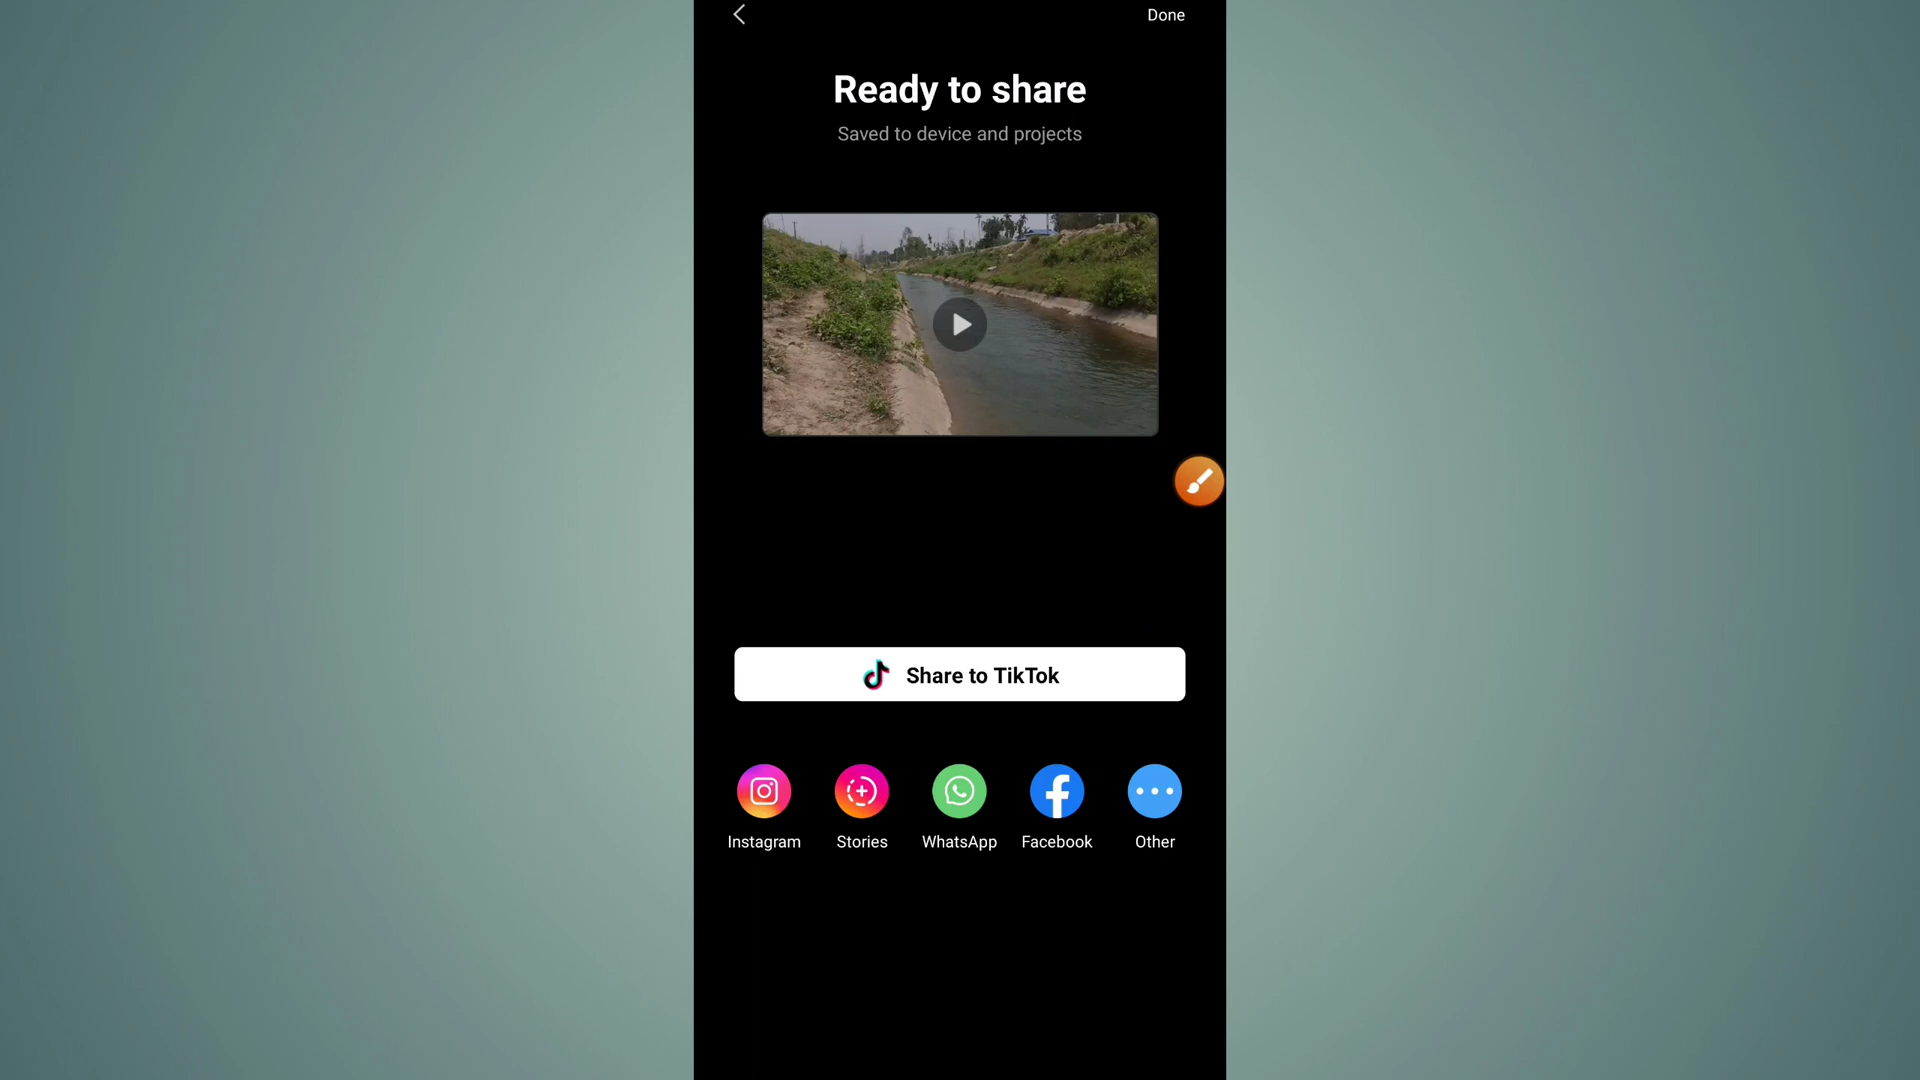 Done
Ready to share
Saved to device and projects
Share to TikTok
Instagram
Stories
WhatsApp
Facebook
Other